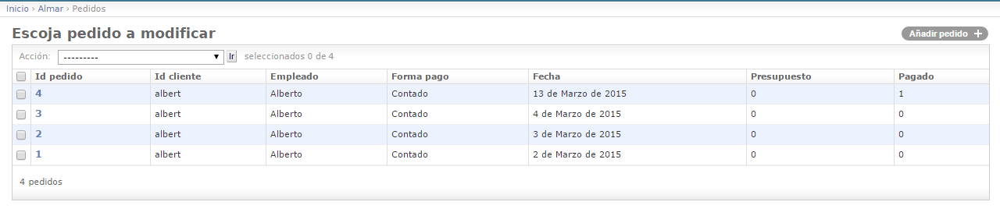 Inicio › Almar › Pedidos
Escoja pedido a modificar
Añadir pedido +
Acción: --------- Ir seleccionados 0 de 4
Id pedido Id cliente Empleado Forma pago Fecha Presupuesto Pagado
4 albert Alberto Contado 13 de Marzo de 2015 0 1
3 albert Alberto Contado 4 de Marzo de 2015 0 0
2 albert Alberto Contado 3 de Marzo de 2015 0 0
1 albert Alberto Contado 2 de Marzo de 2015 0 0
4 pedidos